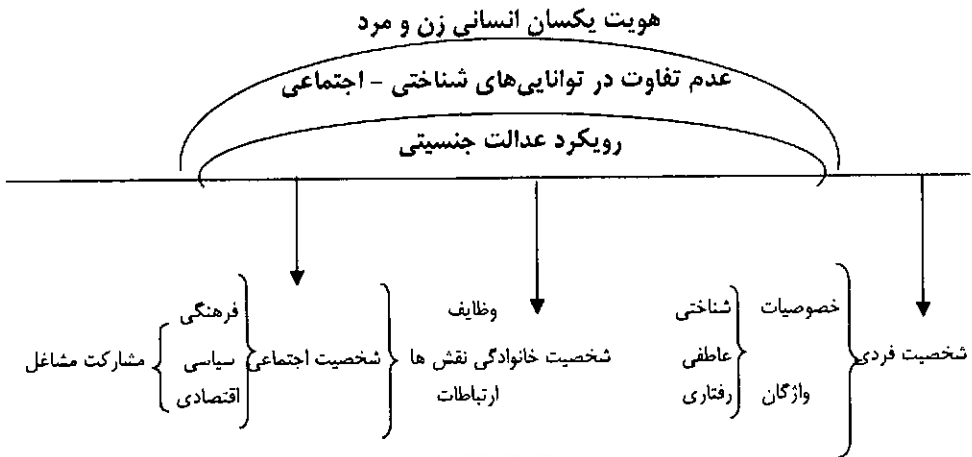 هویت یکسان انسانی زن و مرد
عدم تفاوت در توانایی‌های شناختی - اجتماعی
رویکرد عدالت جنسیتی
شخصیت فردی
خصوصیات
واژگان
شناختی
عاطفی
رفتاری
وظایف
شخصیت خانوادگی نقش ها
ارتباطات
شخصیت اجتماعی
فرهنگی
سیاسی
اقتصادی
مشارکت مشاغل